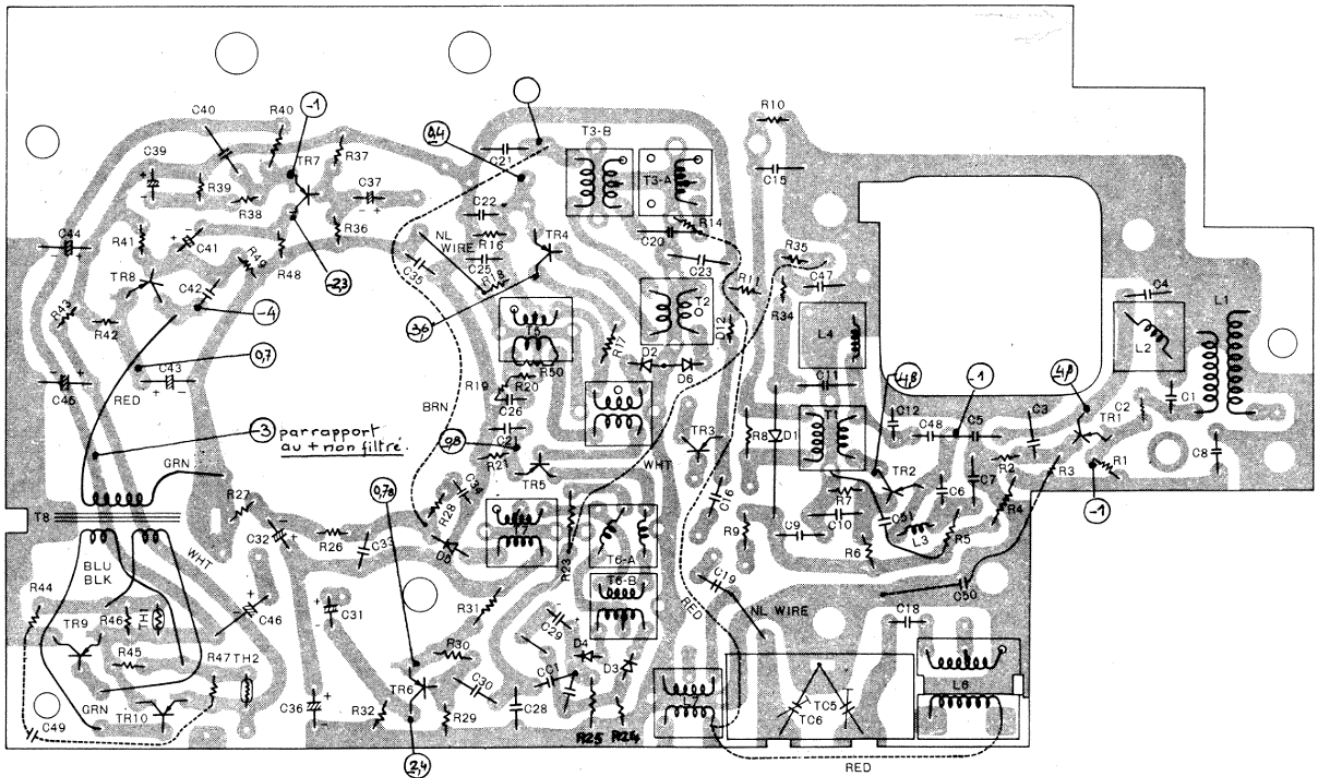 R10
C40
R40
-1
C39
TR7
R37
0,4
C21
T3-B
T3-A
C15
R39
R38
C37
C22
R14
C44
R41
C41
R36
R16
TR4
C20
NL WIRE
R48
C35
C25
C23
R35
C47
TR8
R49
C42
-2,3
R18
T2
R34
C4
L1
R43
R42
-4
3,6
D12
L4
L2
0,7
T5
R17
D2
D6
C43
R50
C45
RED
R19
R20
C11
4,8
-1
4,8
C26
BRN
C12
C48
C5
C3
TR1
C2
C1
-3 par rapport
au + non filtré.
0,8
C21
T1
TR3
R8
D1
R21
TR5
WHT
TR2
R2
R3
R1
C8
GRN
C34
0,78
C16
R7
C6
C7
R4
-1
R27
R28
T7
T8
C32
R26
C33
D5
R23
T6-A
R9
C9
C10
C51
L3
R5
R6
WHT
BLU
BLK
T6-B
C19
RED
C50
R44
R46
TH1
C46
C31
R31
NL WIRE
C18
TR9
C29
R45
R47
TH2
R30
D4
D3
CC1
L6
GRN
TR10
TR6
C30
L7
TC6
TC5
C49
C36
R32
R29
C28
R25
R24
2,4
RED